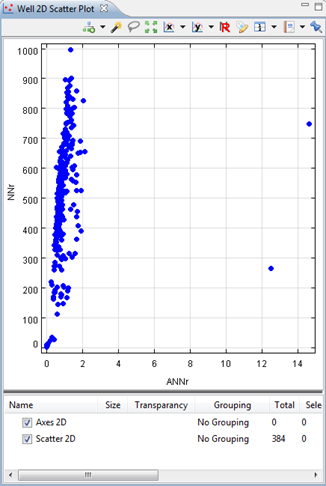 Well 2D Scatter Plot
1000
900
800
700
600
500
400
300
200
100
0
NNr
0 2 4 6 8 10 12 14
ANNr
Name Size Transparency Grouping Total Sele
Axes 2D No Grouping 0 0
Scatter 2D No Grouping 384 0